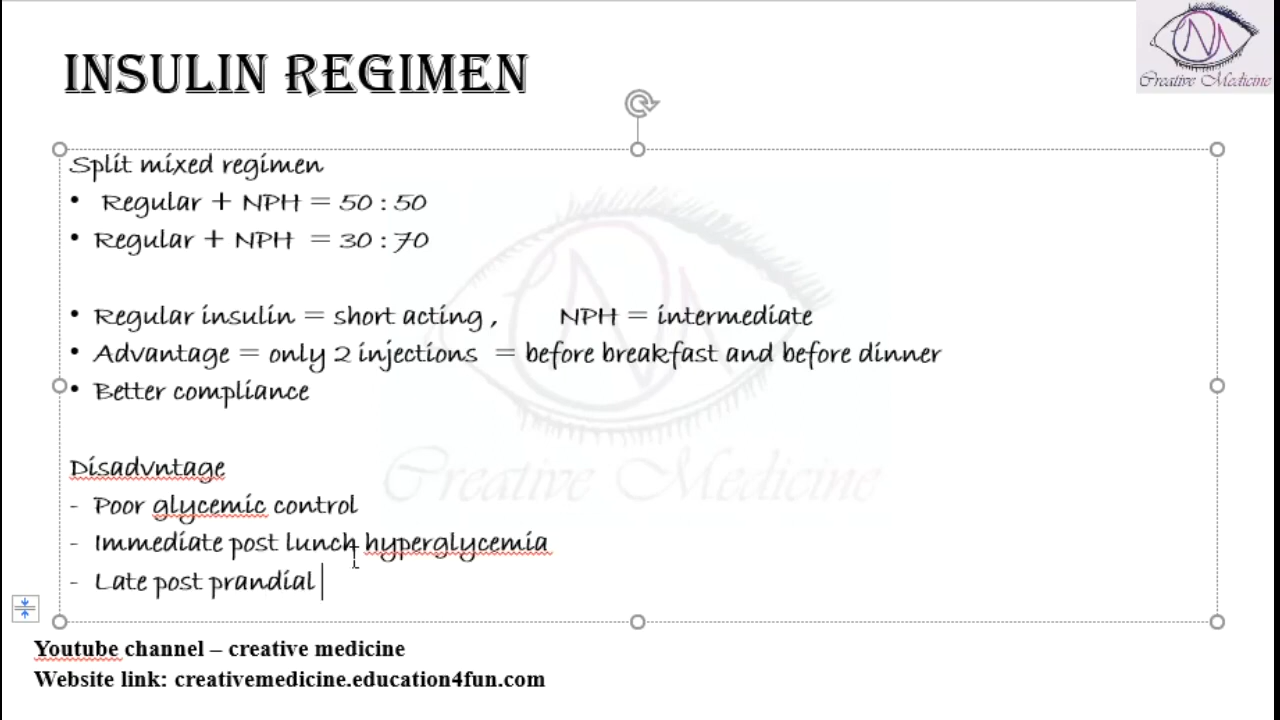 INSULIN REGIMEN
Creative Medicine
Split mixed regimen
• Regular + NPH = 50 : 50
• Regular + NPH = 30 : 70
• Regular insulin = short acting , NPH = intermediate
• Advantage = only 2 injections = before breakfast and before dinner
• Better compliance
Creative Medicine
Disadvntage
- Poor glycemic control
- Immediate post lunch hyperglycemia
- Late post prandial
Youtube channel – creative medicine
Website link: creativemedicine.education4fun.com